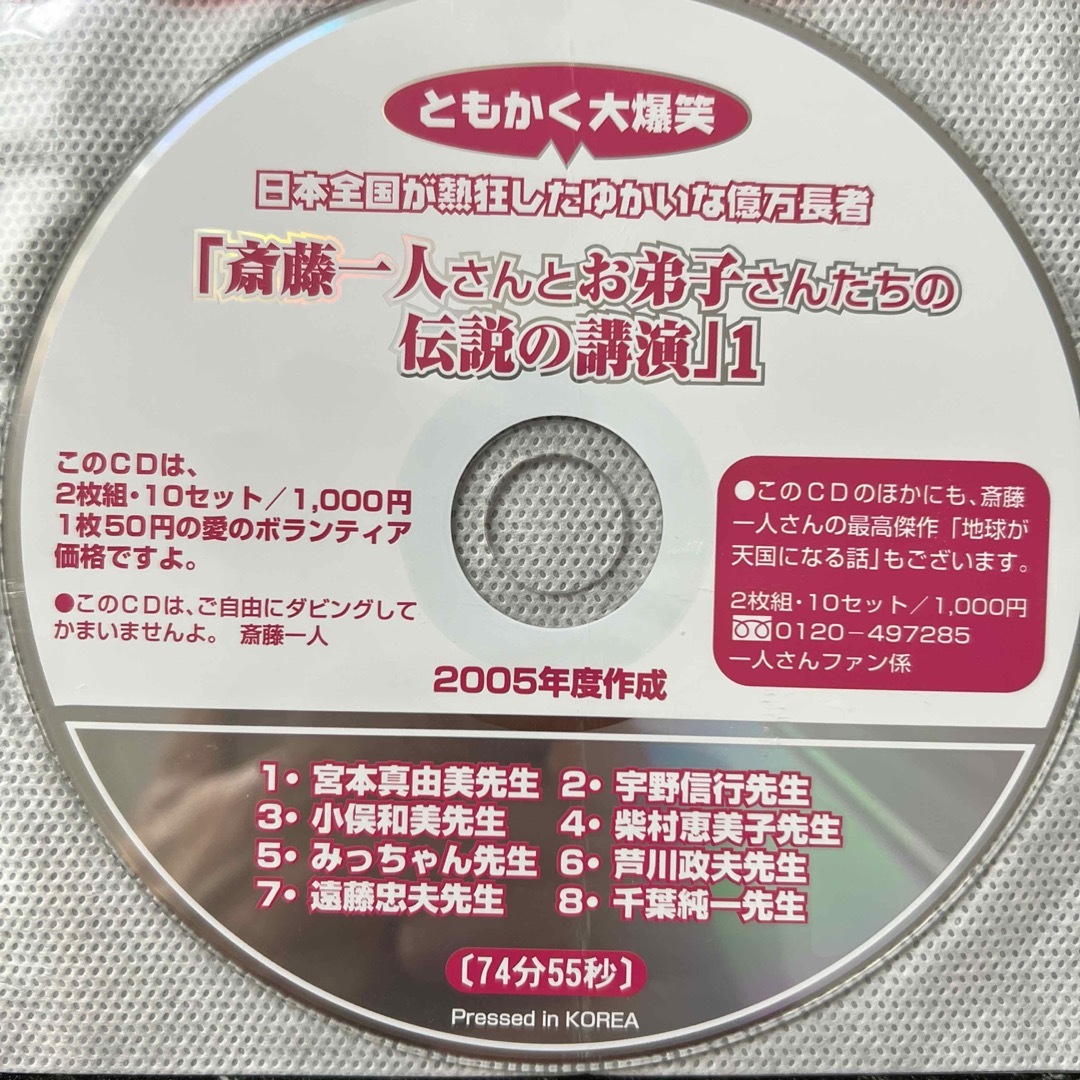 ともかく大爆笑
日本全国が熱狂したゆかいな億万長者
「斎藤一人さんとお弟子さんたちの
伝説の講演」1
このCDは、
2枚組・10セット/1,000円
1枚50円の愛のボランティア
価格ですよ。
●このCDは、ご自由にダビングして
かまいませんよ。 斎藤一人
●このCDのほかにも、斎藤
一人さんの最高傑作「地球が
天国になる話」もございます。
2枚組・10セット/1,000円
0120-497285
一人さんファン係
2005年度作成
1・宮本真由美先生 2・宇野信行先生
3・小俣和美先生 4・柴村恵美子先生
5・みっちゃん先生 6・芦川政夫先生
7・遠藤忠夫先生 8・千葉純一先生
〔74分55秒〕
Pressed in KOREA